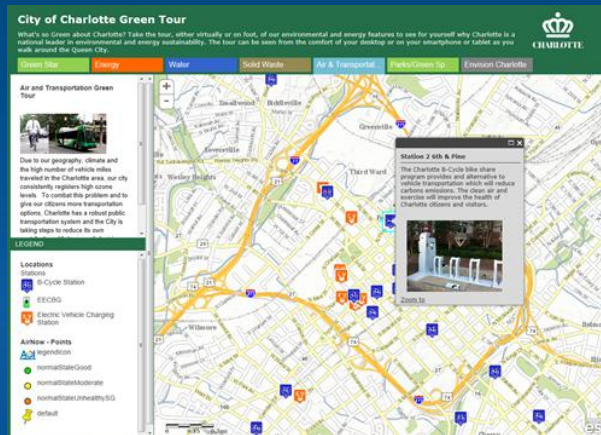 City of Charlotte Green Tour
What's so Green about Charlotte? Take the tour, either virtually or on foot, of our environmental and energy features to see for yourself why Charlotte is a
national leader in environmental and energy sustainability. The tour can be seen from the comfort of your desktop or on your smartphone or tablet as you
walk around the Queen City.
CHARLOTTE
Green Star
Energy
Water
Solid Waste
Air & Transportat...
Parks/Green Sp...
Envision Charlotte
Air and Transportation Green
Tour
Due to our geography, climate and
the high number of vehicle miles
traveled in the Charlotte area, our city
consistently registers high ozone
levels. To combat this problem and to
give our citizens more transportation
options, Charlotte has a robust public
transportation system and the City is
taking steps to reduce its own
LEGEND
Locations
Stations
B-Cycle Station
EECBG
Electric Vehicle Charging
Station
AirNow - Points
legendIcon
normalStateGood
normalStateModerate
normalStateUnhealthySG
default
Smallwood
Biddleville
Greenville
Seversville
Wesley Heights
Third Ward
Wilmore
Station 2 6th & Pine
The Charlotte B-Cycle bike share
program provides and alternative to
vehicle transportation which will reduce
carbons emissions. The clean air and
exercise will improve the health of
Charlotte citizens and visitors.
Zoom to